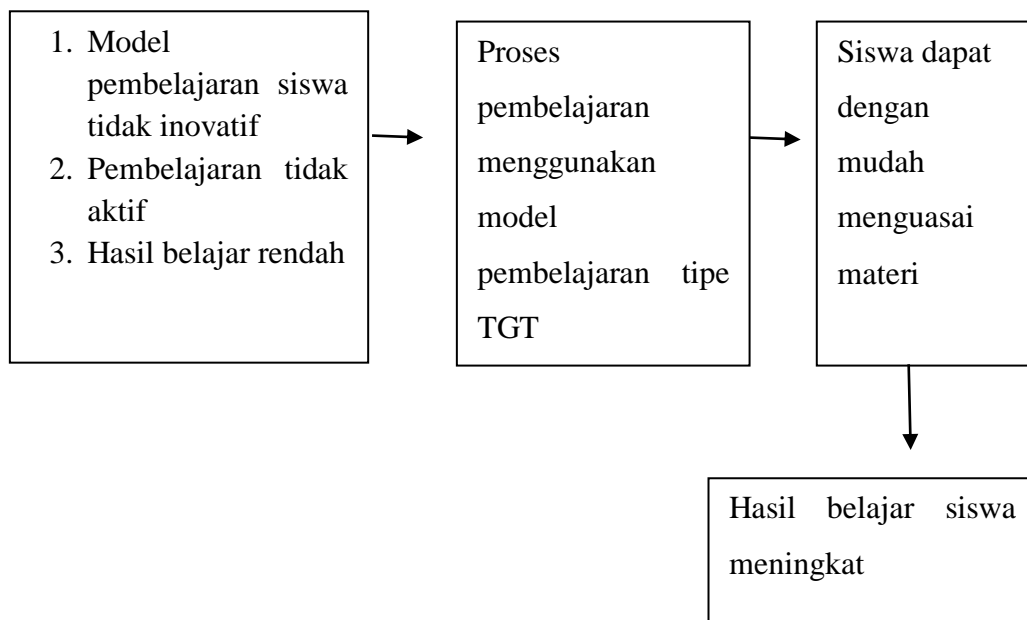 1. Model
pembelajaran siswa
tidak inovatif
2. Pembelajaran tidak
aktif
3. Hasil belajar rendah
Proses
pembelajaran
menggunakan
model
pembelajaran tipe
TGT
Siswa dapat
dengan
mudah
menguasai
materi
Hasil belajar siswa
meningkat